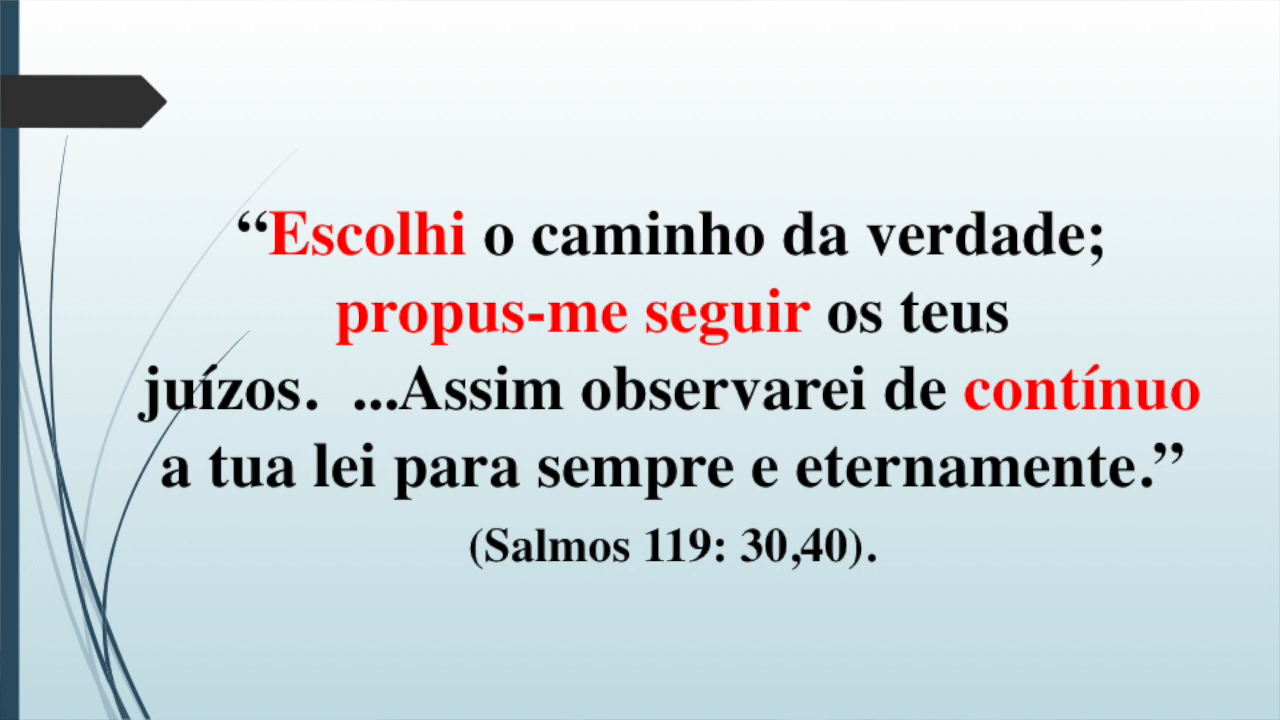 “Escolhi o caminho da verdade;
propus-me seguir os teus
juízos.  ...Assim observarei de contínuo
a tua lei para sempre e eternamente.”
(Salmos 119: 30,40).